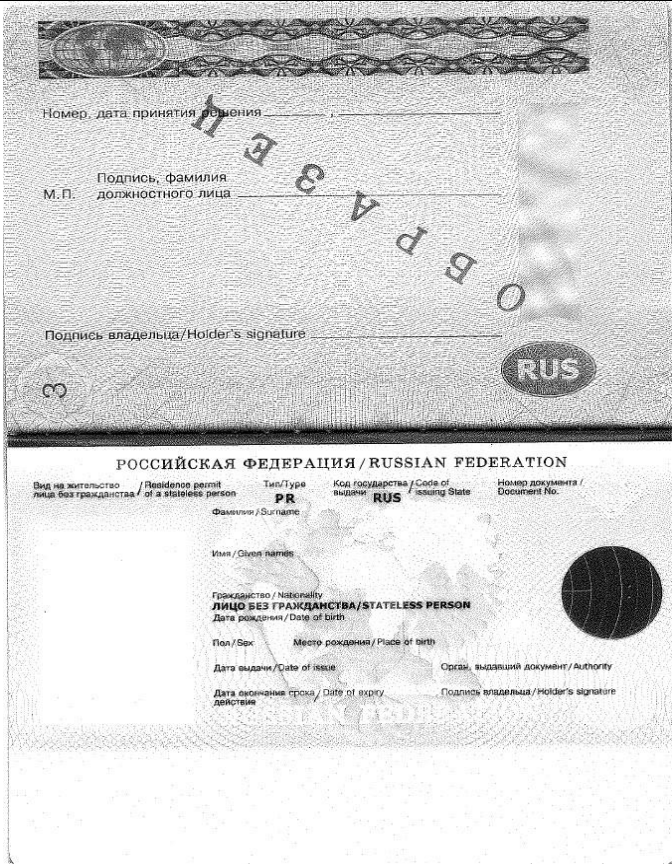 Номер, дата принятия решения ,
ОБРАЗЕЦ
Подпись, фамилия
М.П. должностного лица
Подпись владельца/Holder's signature
3
RUS
РОССИЙСКАЯ ФЕДЕРАЦИЯ/RUSSIAN FEDERATION
Вид на жительство / Residence permit Тип/Type Код государства / Code of Номер документа /
лица без гражданства / of a stateless person PR выдачи RUS issuing State Document No.
Фамилия/Surname
Имя/Given names
Гражданство/Nationality
ЛИЦО БЕЗ ГРАЖДАНСТВА/STATELESS PERSON
Дата рождения/Date of birth
Пол/Sex Место рождения/Place of birth
Дата выдачи/Date of issue Орган, выдавший документ/Authority
Дата окончания срока / Date of expiry Подпись владельца/Holder's signature
действия